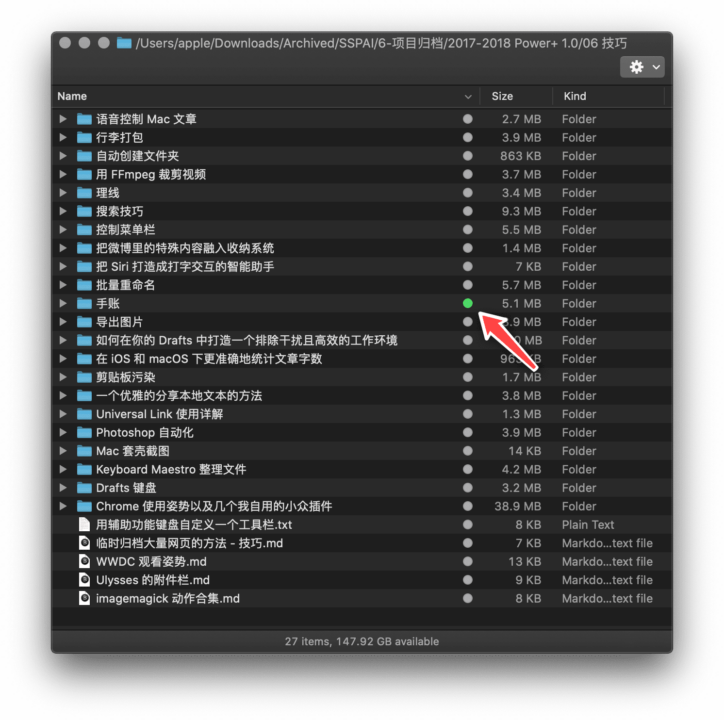 /Users/apple/Downloads/Archived/SSPAI/6-项目归档/2017-2018 Power+ 1.0/06 技巧
Name Size Kind
语音控制 Mac 文章 2.7 MB Folder
行李打包 3.9 MB Folder
自动创建文件夹 863 KB Folder
用 FFmpeg 裁剪视频 3.7 MB Folder
理线 3.4 MB Folder
搜索技巧 9.3 MB Folder
控制菜单栏 5.5 MB Folder
把微博里的特殊内容融入收纳系统 1.4 MB Folder
把 Siri 打造成打字交互的智能助手 7 KB Folder
批量重命名 5.7 MB Folder
手账 5.1 MB Folder
导出图片 .9 MB Folder
如何在你的 Drafts 中打造一个排除干扰且高效的工作环境 0 MB Folder
在 iOS 和 macOS 下更准确地统计文章字数 KB Folder
剪贴板污染 1.7 MB Folder
一个优雅的分享本地文本的方法 3.8 MB Folder
Universal Link 使用详解 1.3 MB Folder
Photoshop 自动化 3.9 MB Folder
Mac 套壳截图 14 KB Folder
Keyboard Maestro 整理文件 4.2 MB Folder
Drafts 键盘 3.2 MB Folder
Chrome 使用姿势以及几个我自用的小众插件 38.9 MB Folder
用辅助功能键盘自定义一个工具栏.txt 8 KB Plain Text
临时归档大量网页的方法 - 技巧.md 7 KB Markdo...text file
WWDC 观看姿势.md 13 KB Markdo...text file
Ulysses 的附件栏.md 9 KB Markdo...text file
imagemagick 动作合集.md 8 KB Markdo...text file
27 items, 147.92 GB available